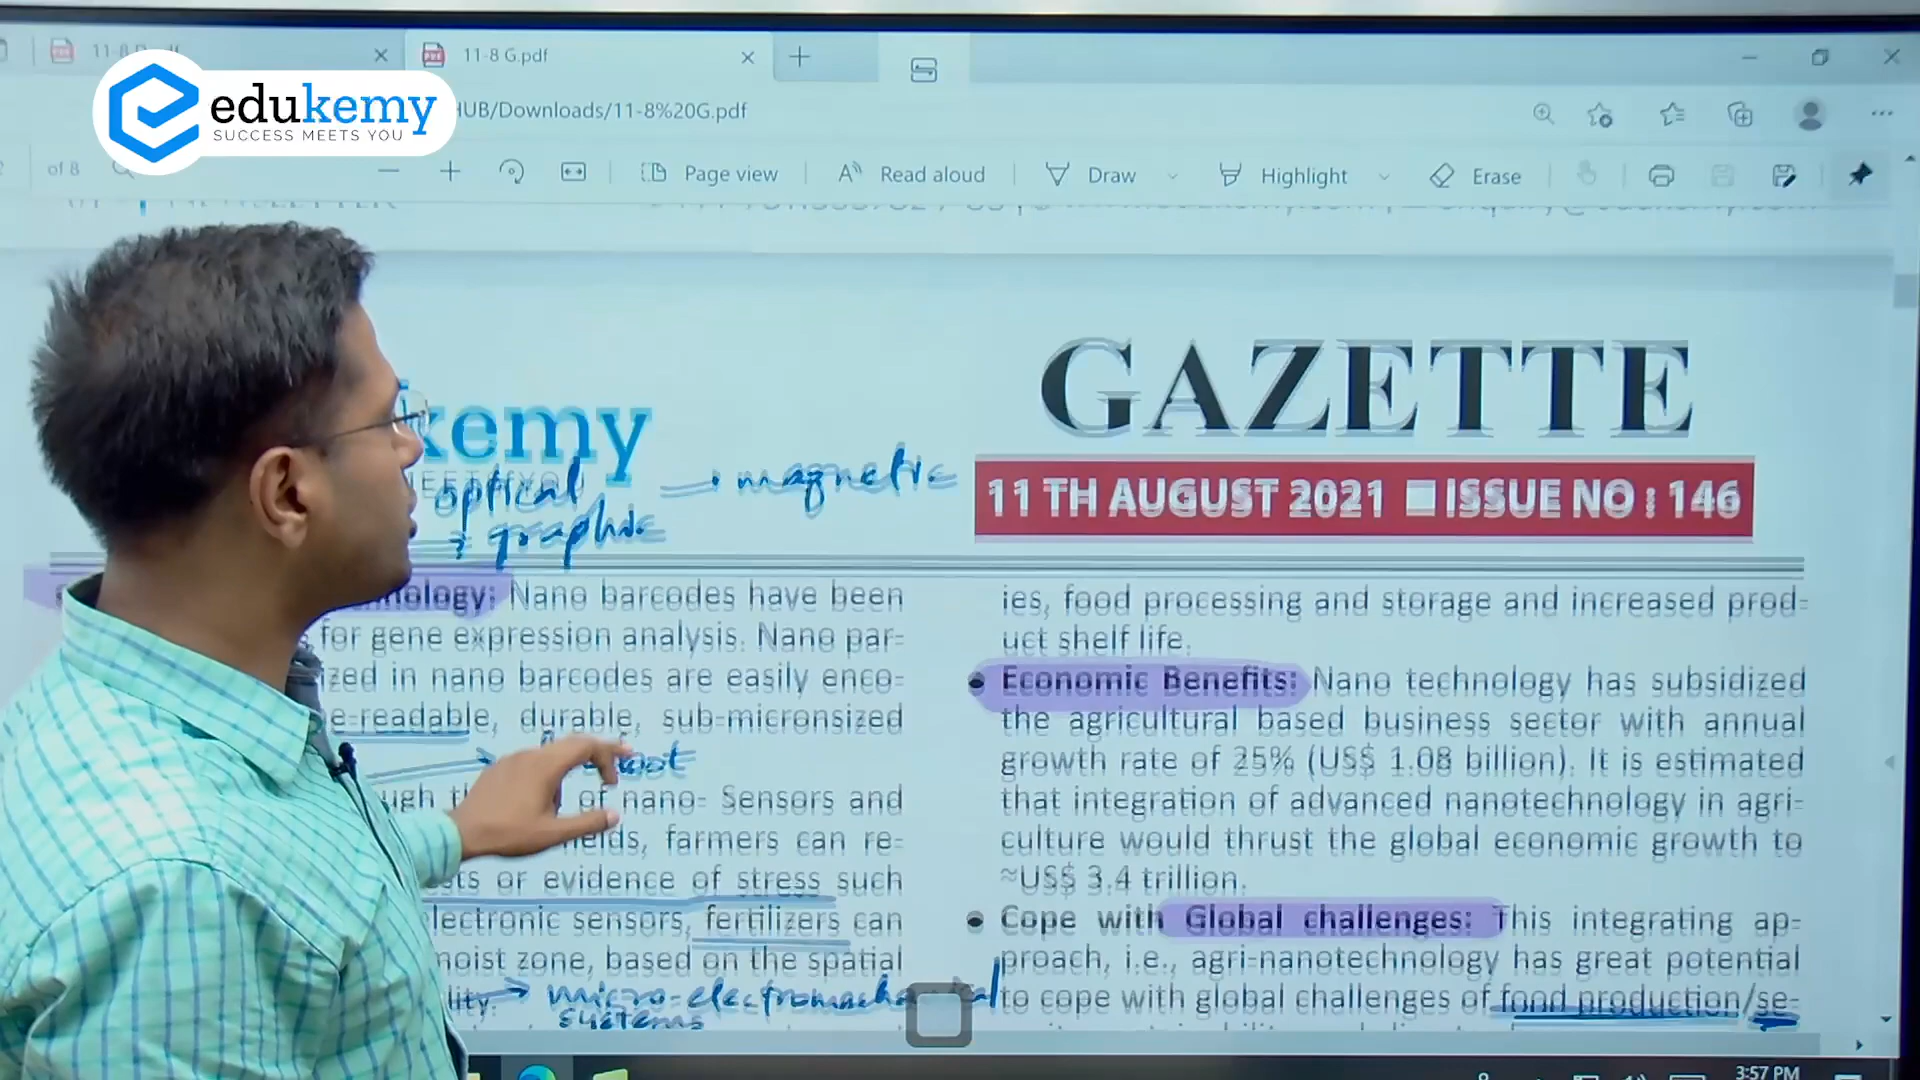 11-8 G.pdf
edukemy
SUCCESS MEETS YOU
HUB/Downloads/11-8%20G.pdf
of 8
Page view
Read aloud
Draw
Highlight
Erase
GAZETTE
kemy
optical → magnetic
→ graphic
11 TH AUGUST 2021 ISSUE NO : 146
nology: Nano barcodes have been
for gene expression analysis. Nano par-
ized in nano barcodes are easily enco-
e-readable, durable, sub-micronsized
of nano- Sensors and
ields, farmers can re-
sts or evidence of stress such
lectronic sensors, fertilizers can
moist zone, based on the spatial
lity. → micro-electromechanical
systems
ies, food processing and storage and increased prod-
uct shelf life.
● Economic Benefits: Nano technology has subsidized
the agricultural based business sector with annual
growth rate of 25% (US$ 1.08 billion). It is estimated
that integration of advanced nanotechnology in agri-
culture would thrust the global economic growth to
≈US$ 3.4 trillion.
● Cope with Global challenges: This integrating ap-
proach, i.e., agri-nanotechnology has great potential
to cope with global challenges of food production/se-
3:57 PM